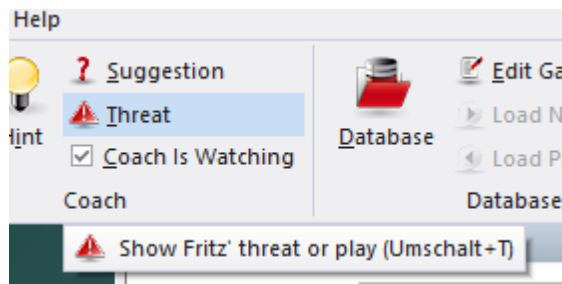 Help
Suggestion
Threat
Hint
Coach Is Watching
Coach
Database
Edit Ga
Load N
Load P
Database
Show Fritz' threat or play (Umschalt+T)